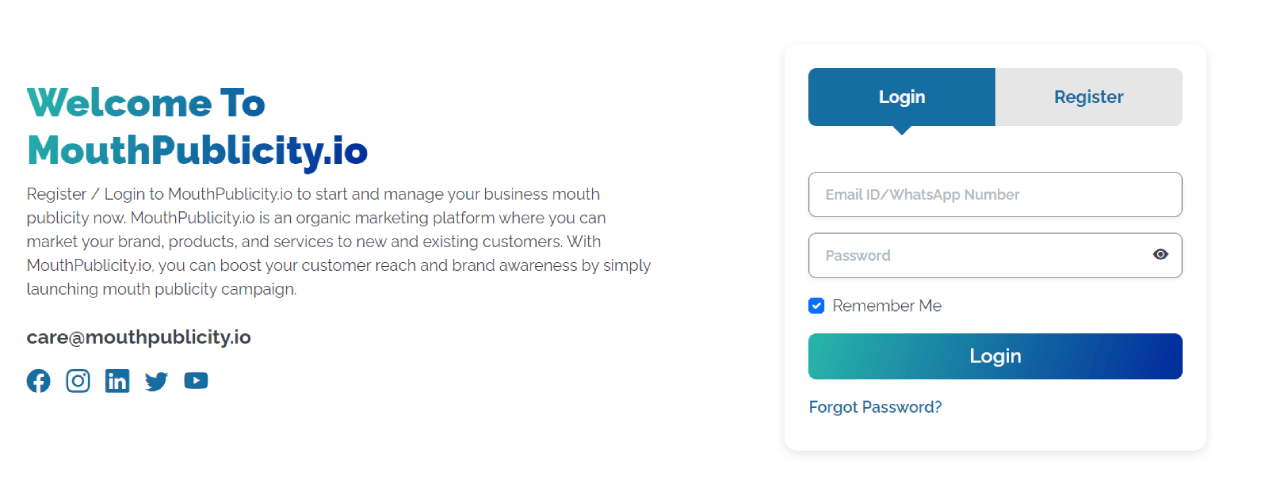 Welcome To
MouthPublicity.io
Register / Login to MouthPublicity.io to start and manage your business mouth
publicity now. MouthPublicity.io is an organic marketing platform where you can
market your brand, products, and services to new and existing customers. With
MouthPublicity.io, you can boost your customer reach and brand awareness by simply
launching mouth publicity campaign.
care@mouthpublicity.io
Login
Register
Email ID/WhatsApp Number
Password
Remember Me
Login
Forgot Password?